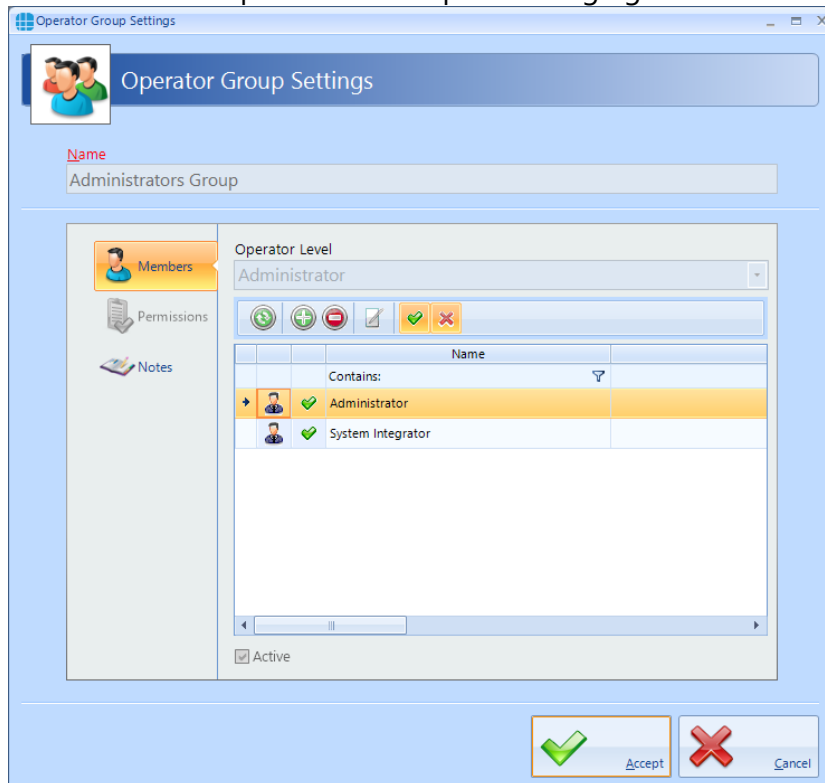 Operator Group Settings
Operator Group Settings
Name
Administrators Group
Members
Permissions
Notes
Operator Level
Administrator
Name
Contains:
Administrator
System Integrator
Active
Accept
Cancel